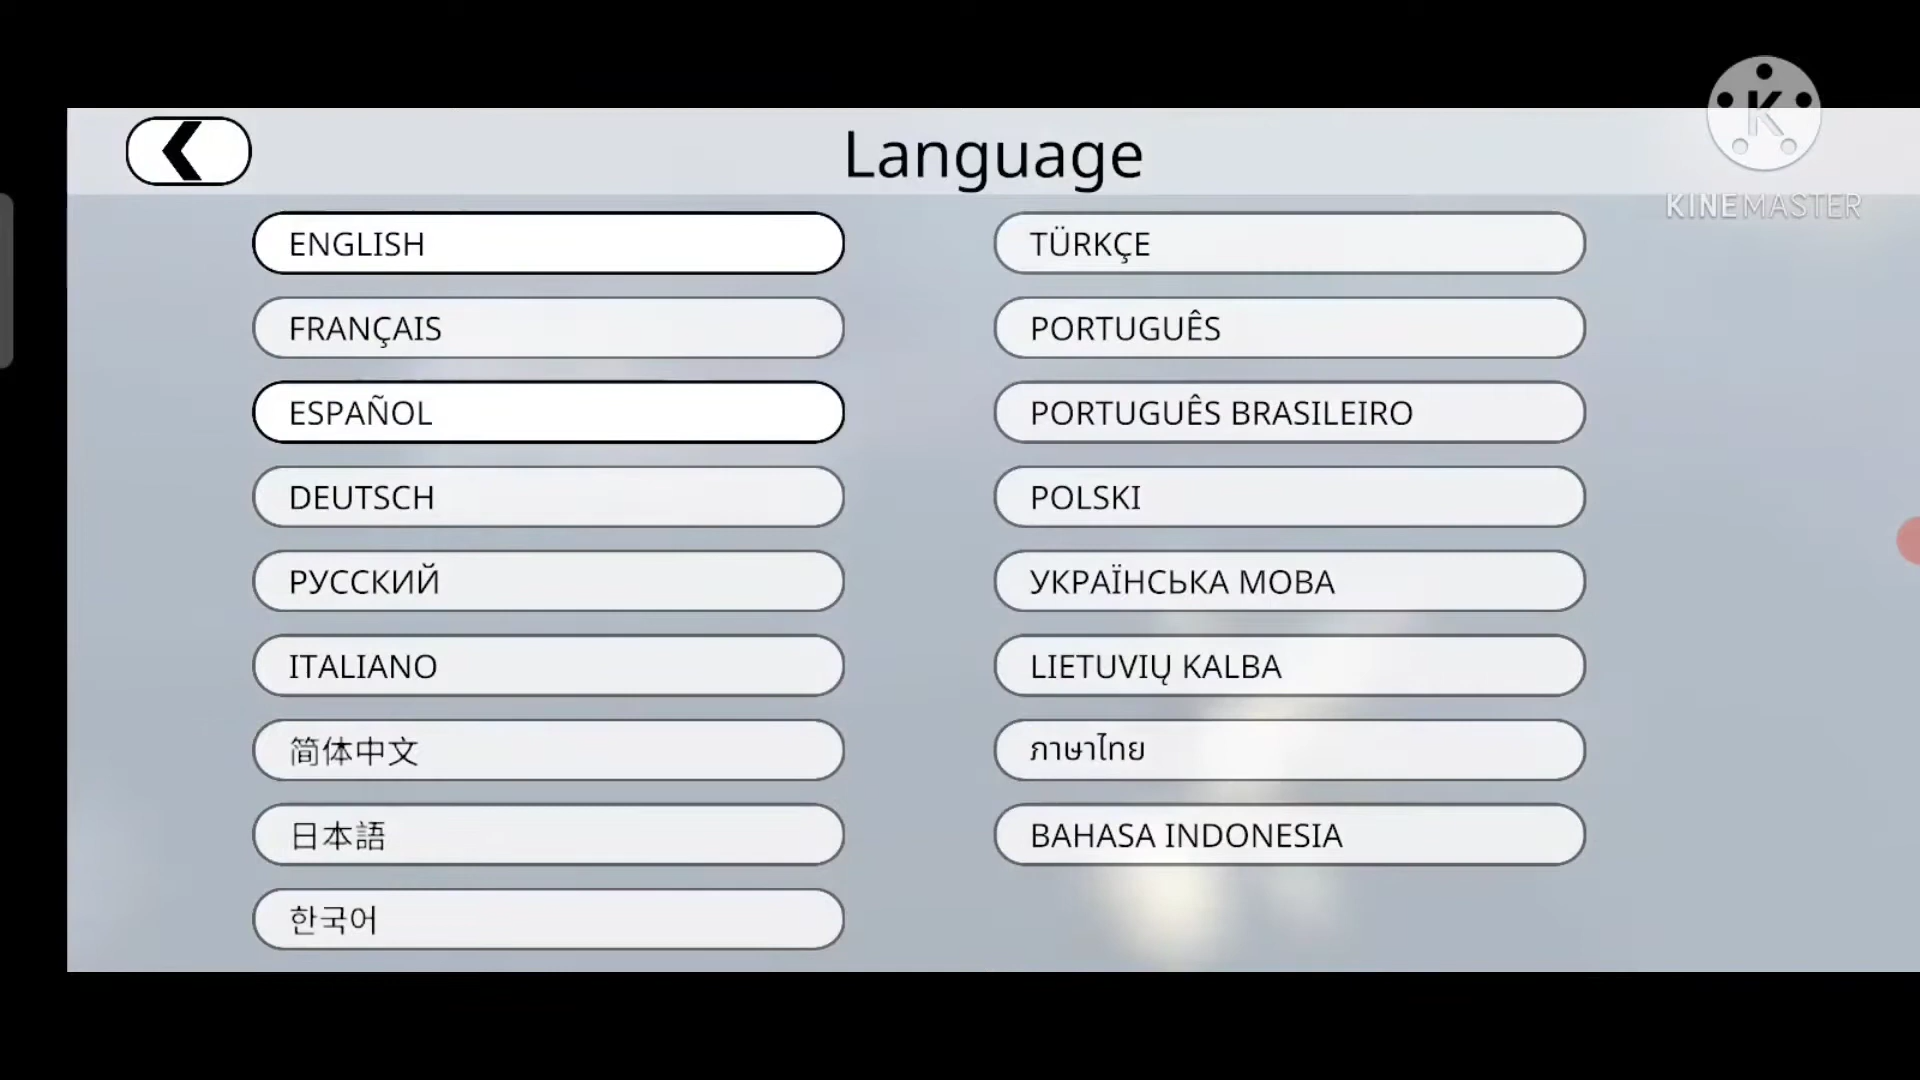 Language
K
KINEMASTER
ENGLISH
FRANÇAIS
ESPAÑOL
DEUTSCH
РУССКИЙ
ITALIANO
简体中文
日本語
한국어
TÜRKÇE
PORTUGUÊS
PORTUGUÊS BRASILEIRO
POLSKI
УКРАЇНСЬКА МОВА
LIETUVIŲ KALBA
ภาษาไทย
BAHASA INDONESIA